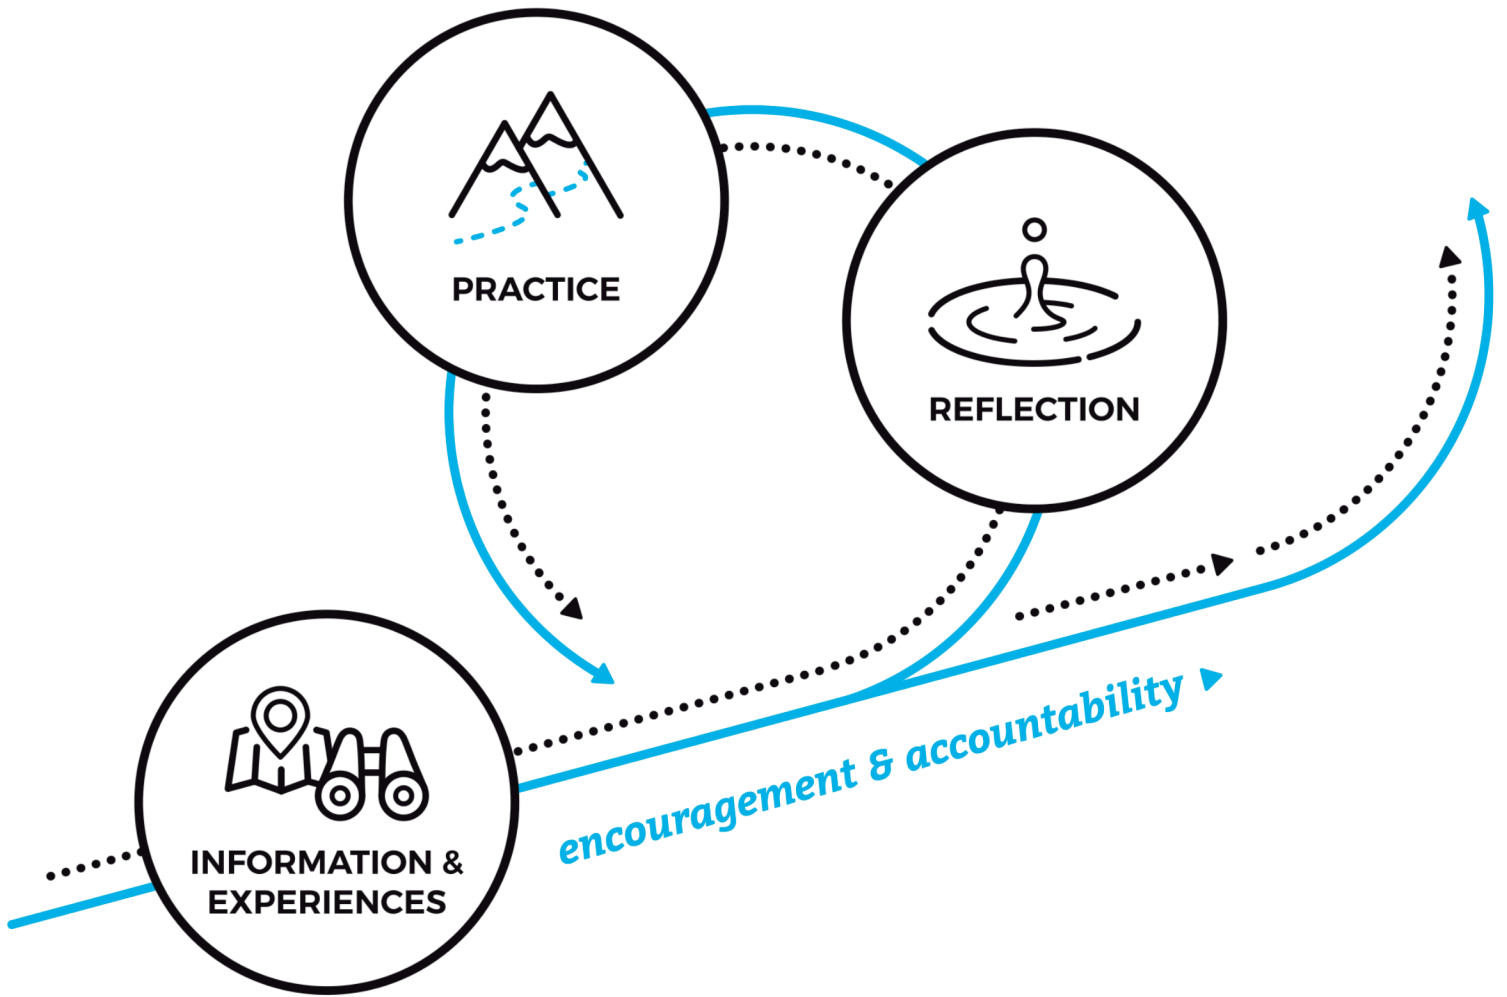 PRACTICE
REFLECTION
INFORMATION &
EXPERIENCES
encouragement & accountability